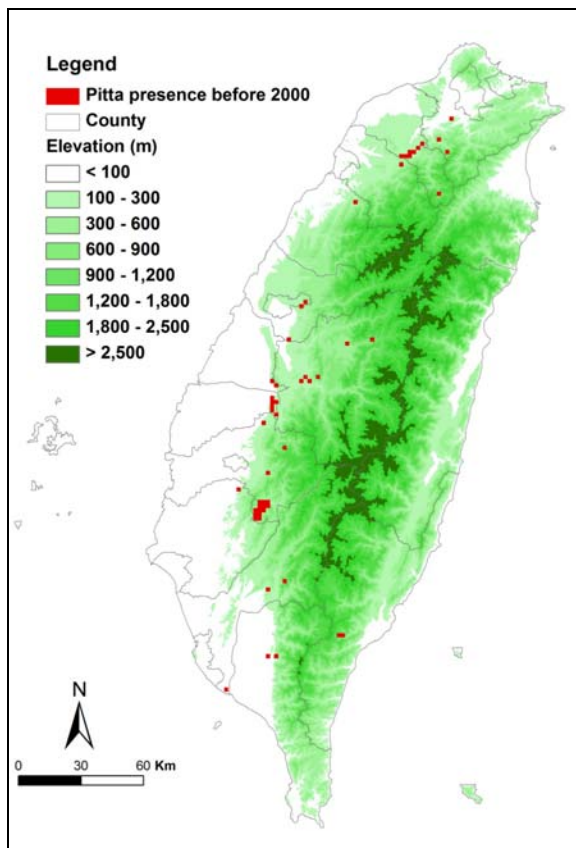 Legend
Pitta presence before 2000
County
Elevation (m)
< 100
100 - 300
300 - 600
600 - 900
900 - 1,200
1,200 - 1,800
1,800 - 2,500
> 2,500
N
0 30 60 Km